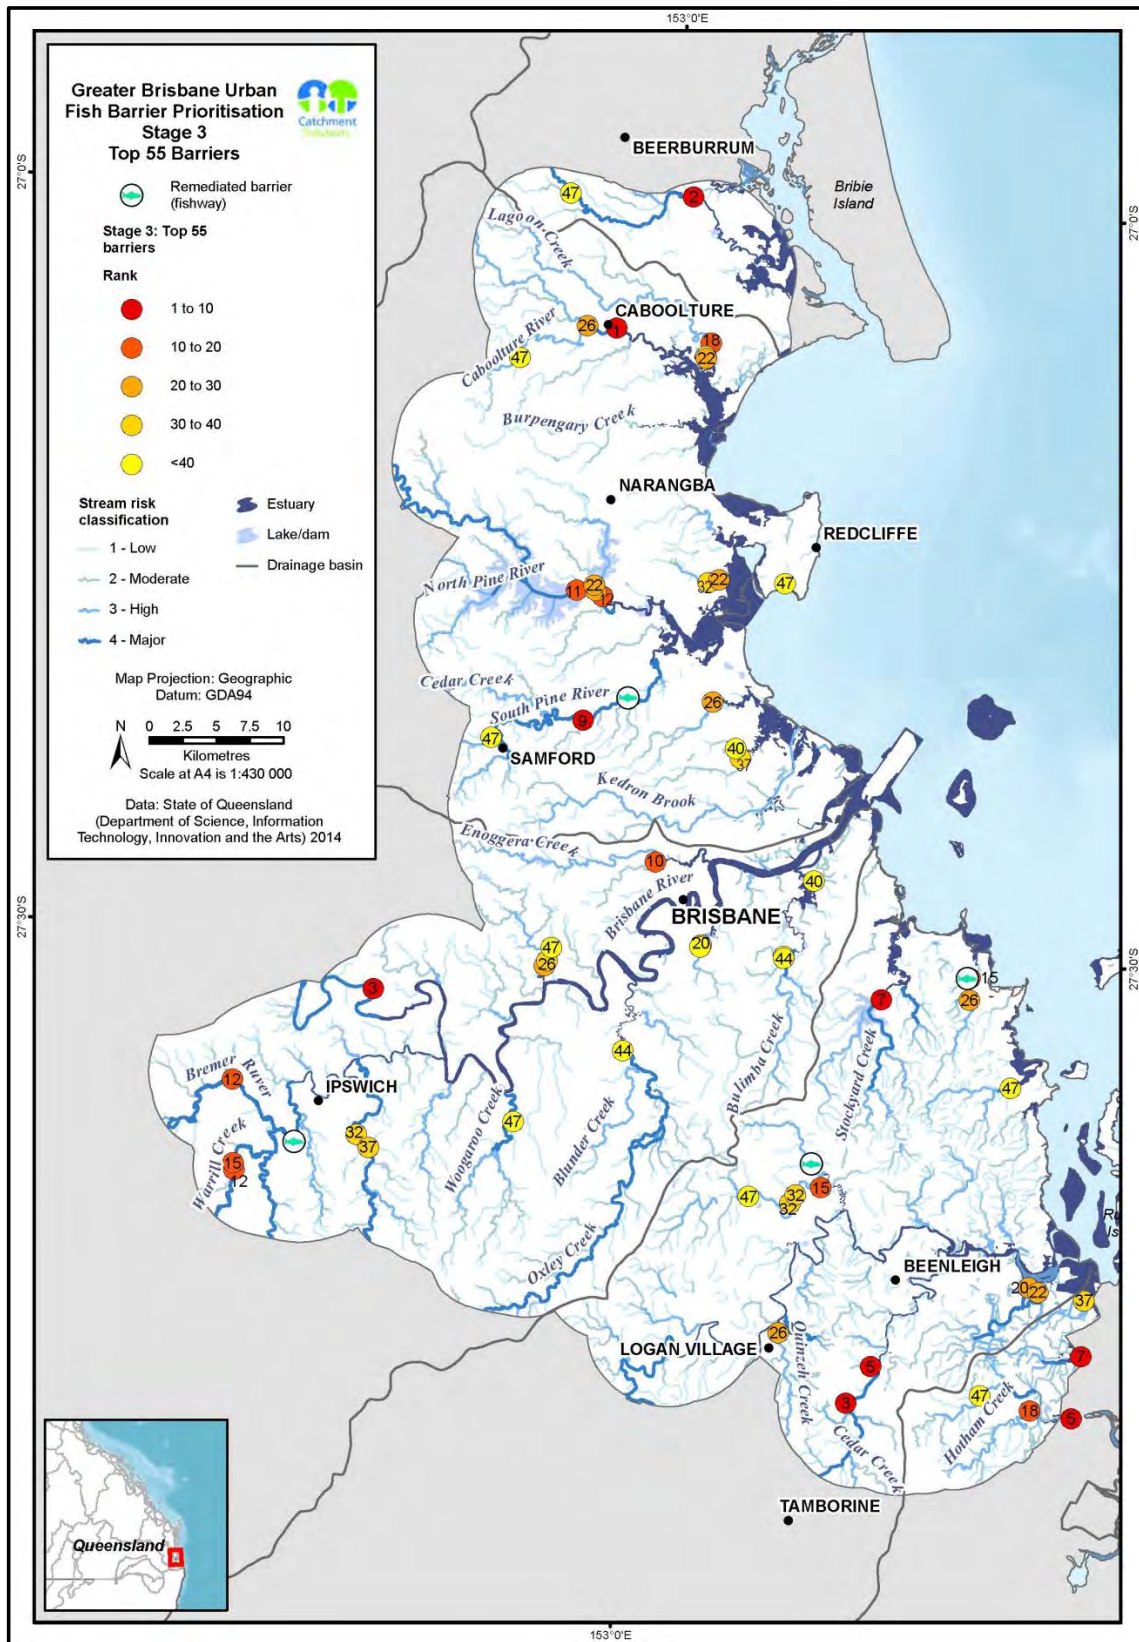 153°0'E
Greater Brisbane Urban
Fish Barrier Prioritisation
Stage 3
Top 55 Barriers
Catchment
Solutions
Remediated barrier
(fishway)
Stage 3: Top 55
barriers
Rank
1 to 10
10 to 20
20 to 30
30 to 40
<40
Stream risk
classification
1 - Low
2 - Moderate
3 - High
4 - Major
Estuary
Lake/dam
Drainage basin
Map Projection: Geographic
Datum: GDA94
N
0 2.5 5 10
Kilometres
Scale at A4 is 1:430 000
Data: State of Queensland
(Department of Science, Information
Technology, Innovation and the Arts) 2014
27°0'S
27°0'S
BEERBURRUM
Bribie
Island
47
2
Lagoon Creek
CABOOLTURE
26
1
18
22
47
Caboolture River
Burpengary Creek
NARANGBA
REDCLIFFE
North Pine River
11
22
12
32
22
47
Cedar Creek
South Pine River
9
26
47
SAMFORD
40
37
Kedron Brook
Enoggera Creek
10
Brisbane River
40
27°30'S
BRISBANE
20
44
47
26
27°30'S
15
26
3
7
44
Bulimba Creek
Stockyard Creek
47
Bremer
Ruver
12
IPSWICH
32
37
Warrill Creek
15
12
Woogaroo Creek
47
Blunder Creek
Oxley Creek
47
32
32
15
Ru
Is
BEENLEIGH
20
22
37
26
LOGAN VILLAGE
Quinzeh Creek
5
7
3
47
18
5
Hotham Creek
Cedar Creek
TAMBORINE
Queensland
153°0'E